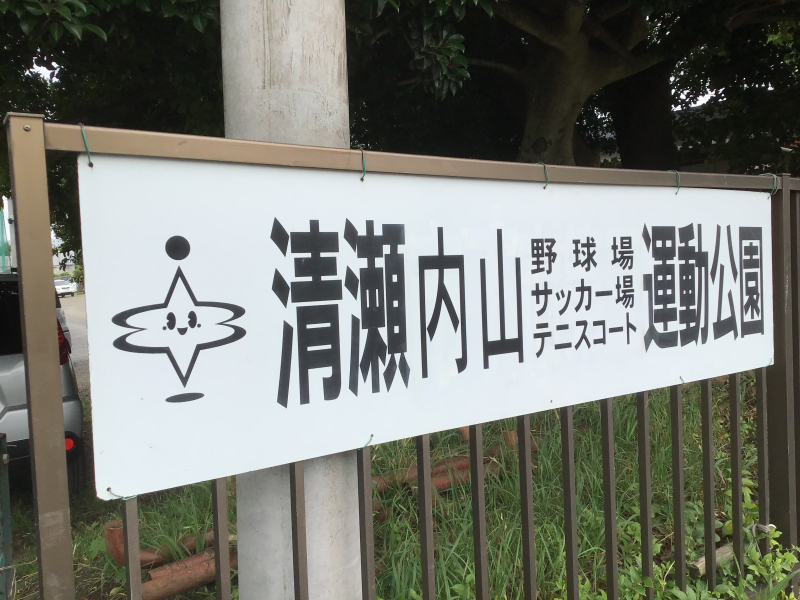 清瀬内山
野球場
サッカー場
テニスコート
運動公園